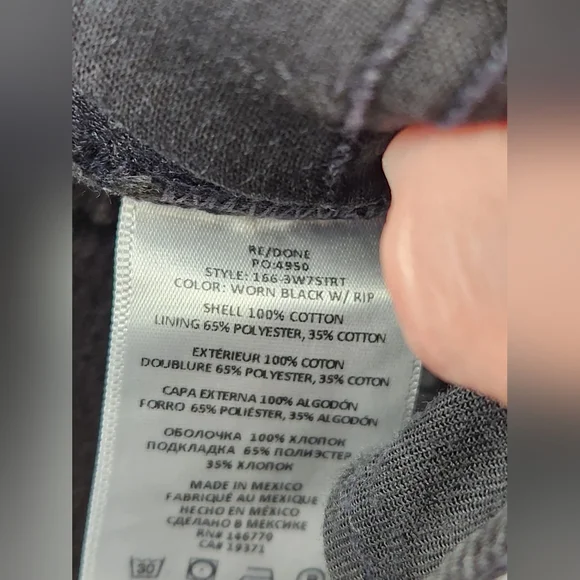 RE/DONE
PO:4950
STYLE: 166-3W7STRT
COLOR: WORN BLACK W/ RIP
SHELL 100% COTTON
LINING 65% POLYESTER, 35% COTTON
EXTÉRIEUR 100% COTON
DOUBLURE 65% POLYESTER, 35% COTON
CAPA EXTERNA 100% ALGODÓN
FORRO 65% POLIÉSTER, 35% ALGODÓN
ОБОЛОЧКА 100% ХЛОПОК
ПОДКЛАДКА 65% ПОЛИЭСТЕР
35% ХЛОПОК
MADE IN MEXICO
FABRIQUÉ AU MEXIQUE
HECHO EN MÉXICO
СДЕЛАНО В МЕКСИКЕ
RN# 146770
CA# 19371
30